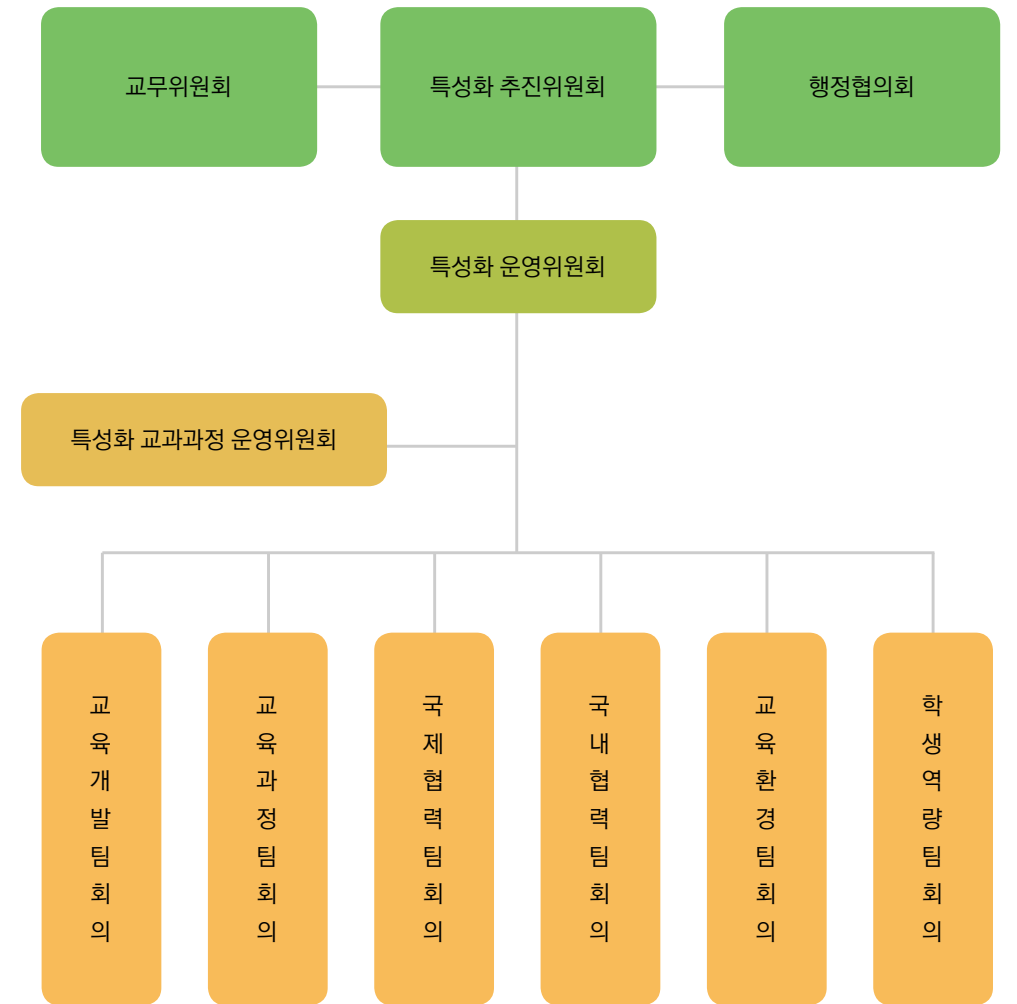 교무위원회
특성화 추진위원회
행정협의회
특성화 운영위원회
특성화 교과과정 운영위원회
교육개발팀회의
교육과정팀회의
국제협력팀회의
국내협력팀회의
교육환경팀회의
학생역량팀회의